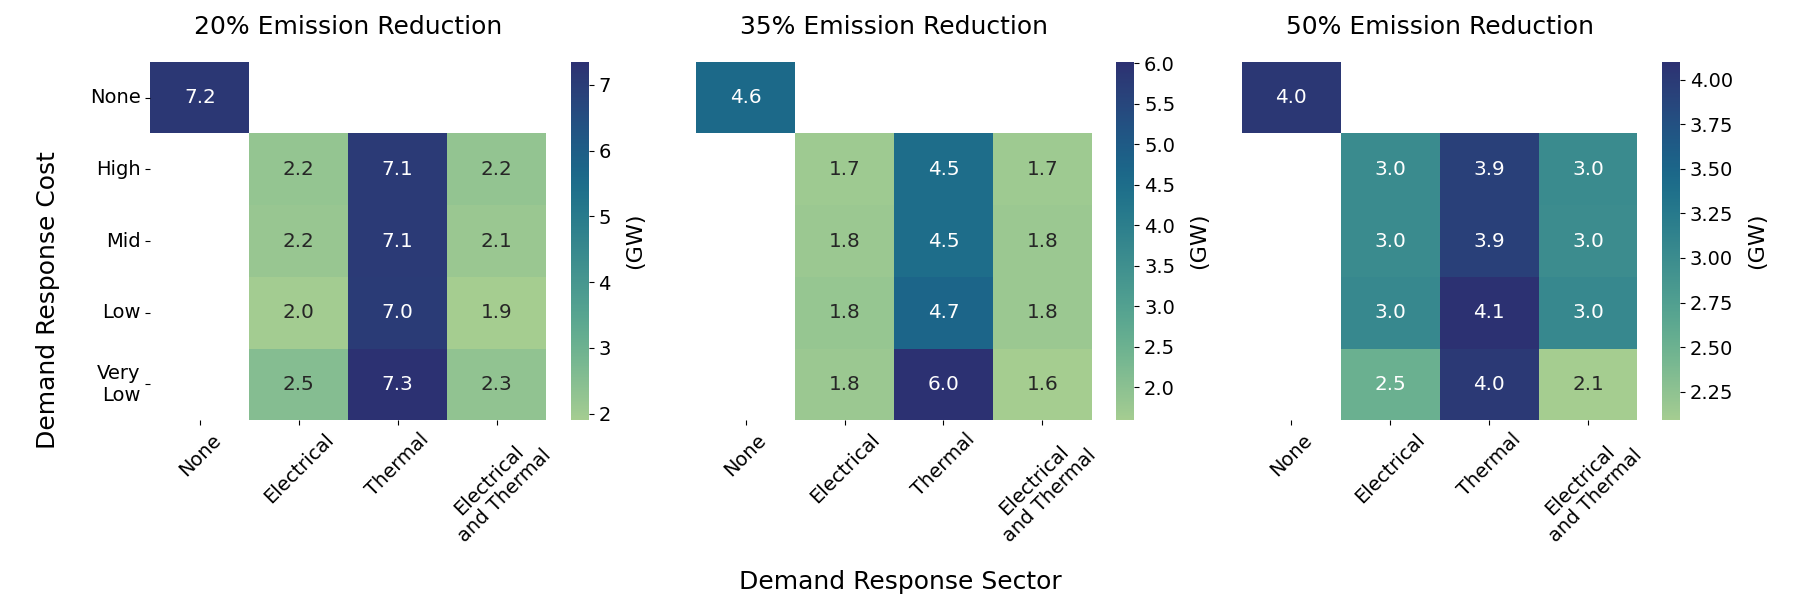 20% Emission Reduction
35% Emission Reduction
50% Emission Reduction
Demand Response Cost
None
High
Mid
Low
Very
Low
7.2
2.2 7.1 2.2
2.2 7.1 2.1
2.0 7.0 1.9
2.5 7.3 2.3
None
Electrical
Thermal
Electrical
and Thermal
7
6
5
4
3
2
(GW)
4.6
1.7 4.5 1.7
1.8 4.5 1.8
1.8 4.7 1.8
1.8 6.0 1.6
None
Electrical
Thermal
Electrical
and Thermal
6.0
5.5
5.0
4.5
4.0
3.5
3.0
2.5
2.0
(GW)
4.0
3.0 3.9 3.0
3.0 3.9 3.0
3.0 4.1 3.0
2.5 4.0 2.1
None
Electrical
Thermal
Electrical
and Thermal
4.00
3.75
3.50
3.25
3.00
2.75
2.50
2.25
(GW)
Demand Response Sector